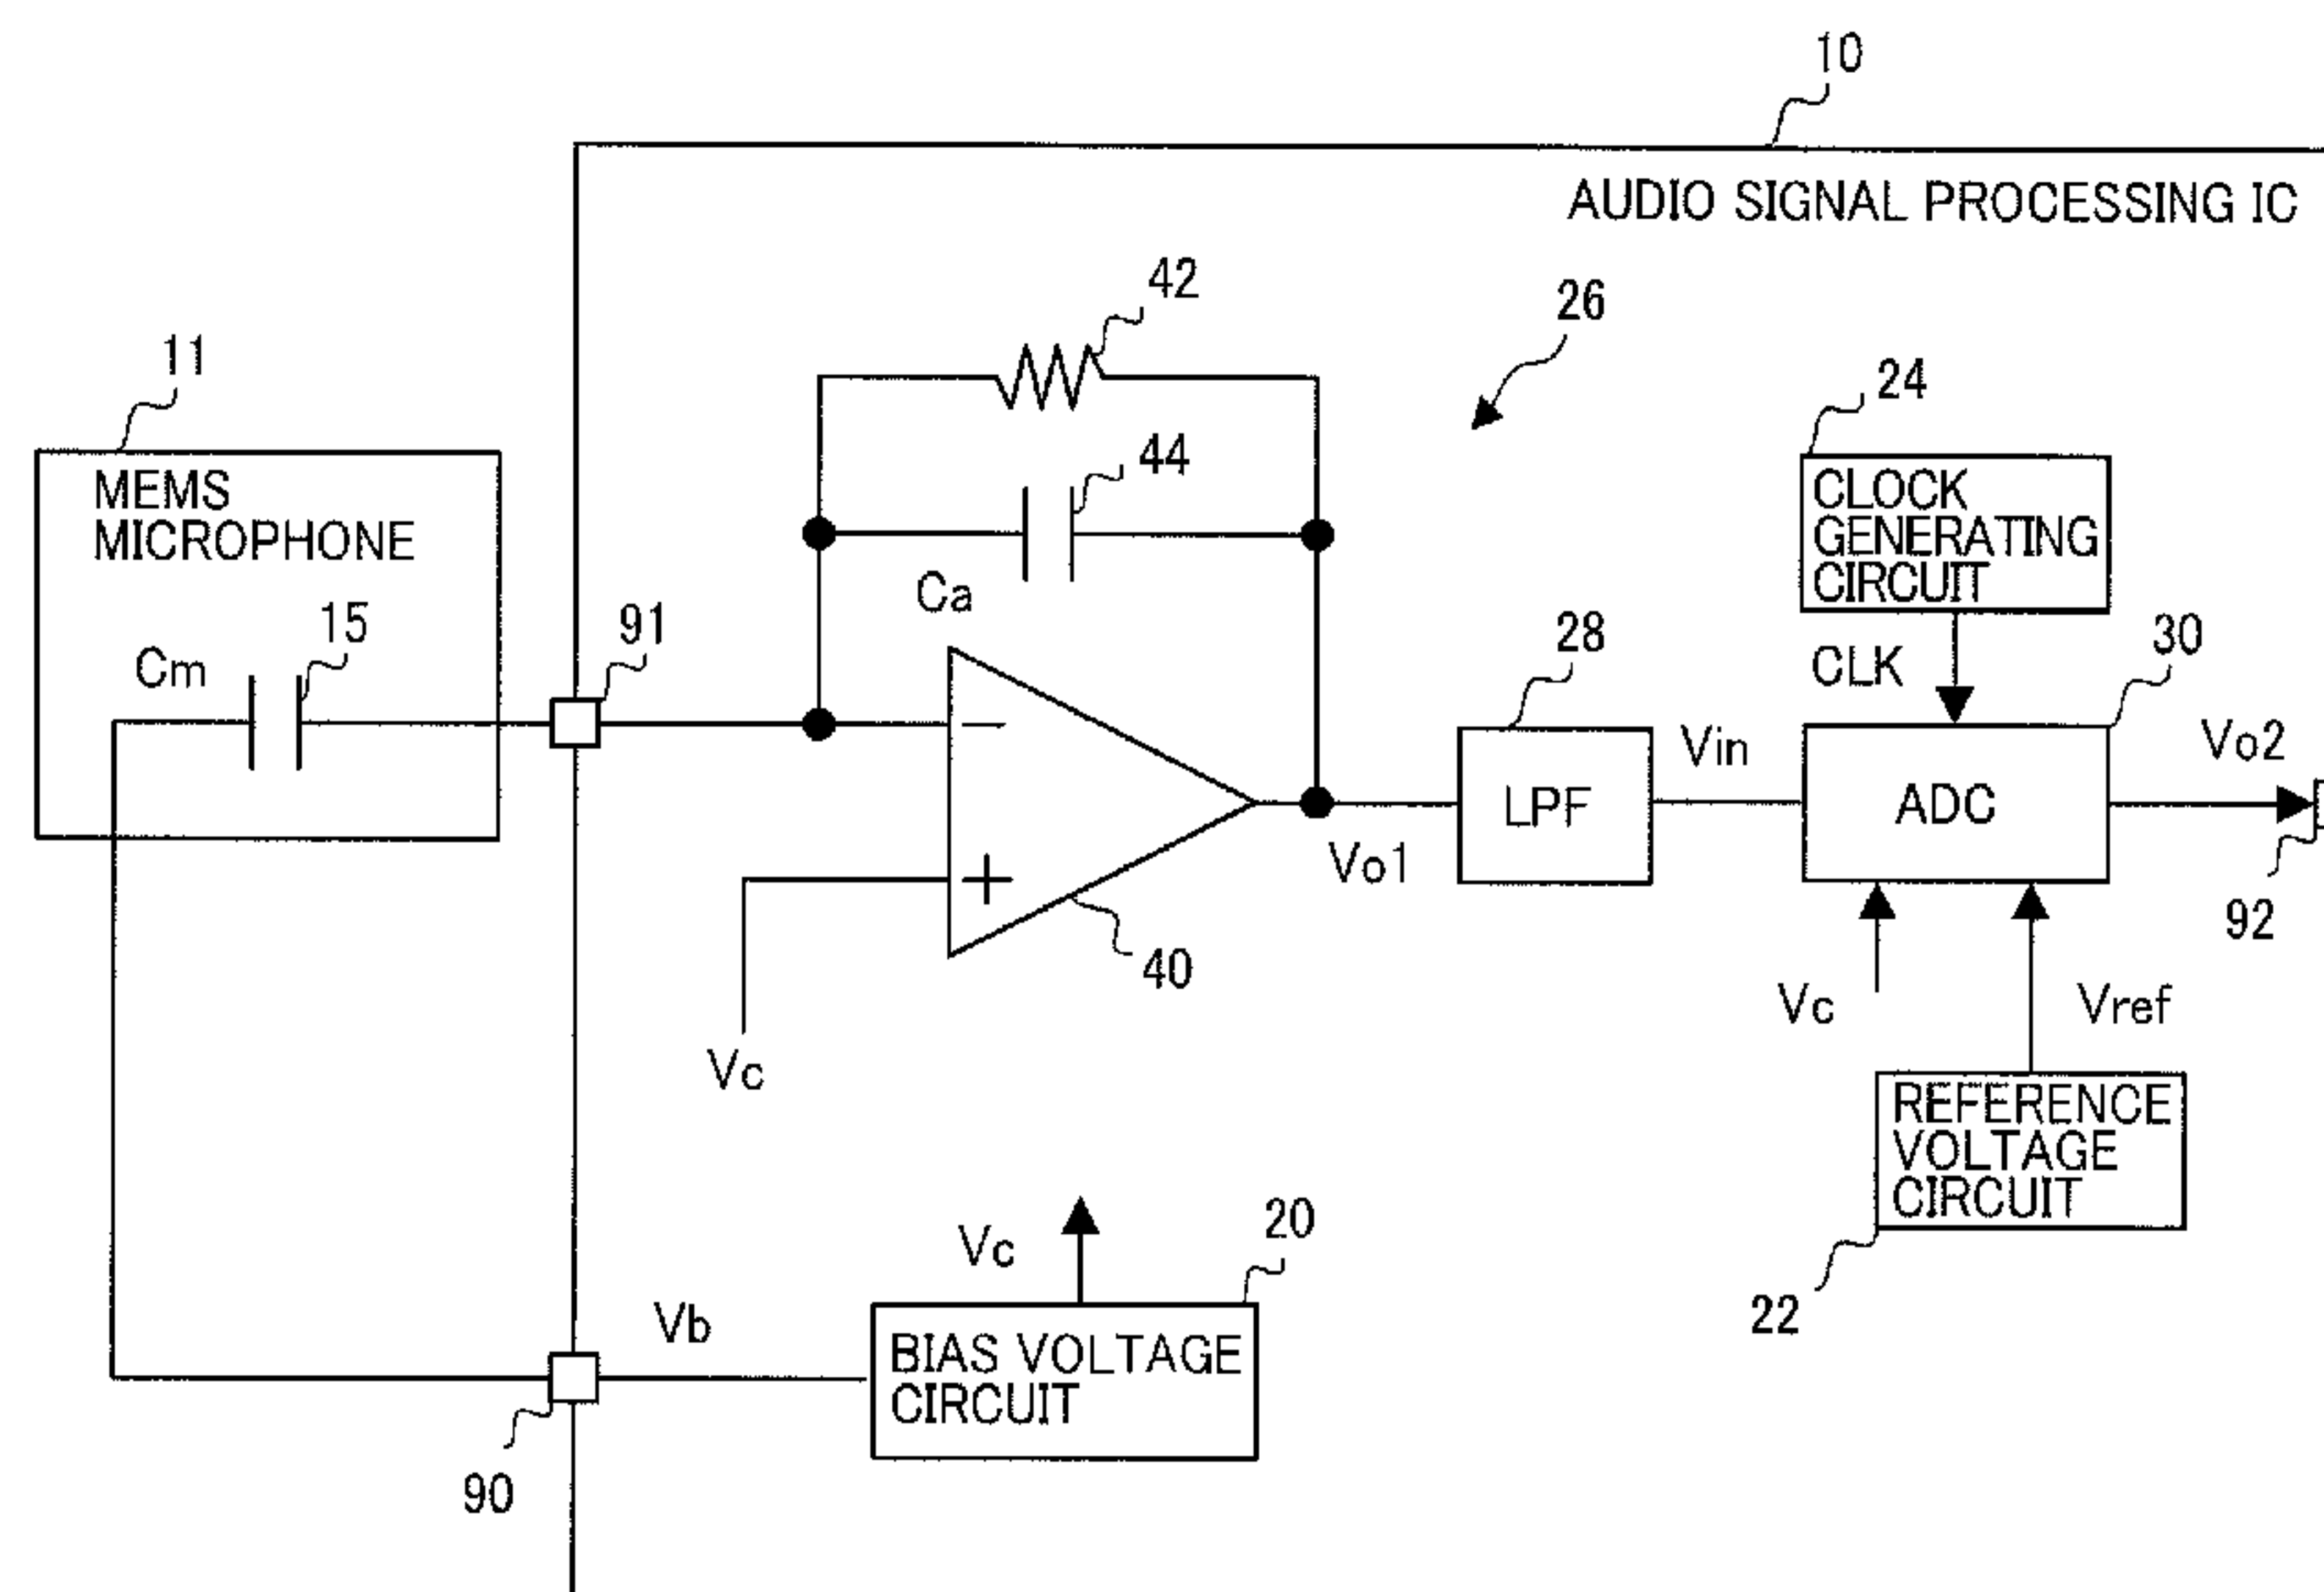 10
AUDIO SIGNAL PROCESSING IC
42
26
11
24
44
MEMS
MICROPHONE
CLOCK
GENERATING
CIRCUIT
Ca
15
91
28
30
Cm
CLK
Vin
Vo2
−
LPF
ADC
Vo1
+
92
40
Vc
Vref
Vc
REFERENCE
VOLTAGE
CIRCUIT
20
Vc
22
Vb
BIAS VOLTAGE
CIRCUIT
90